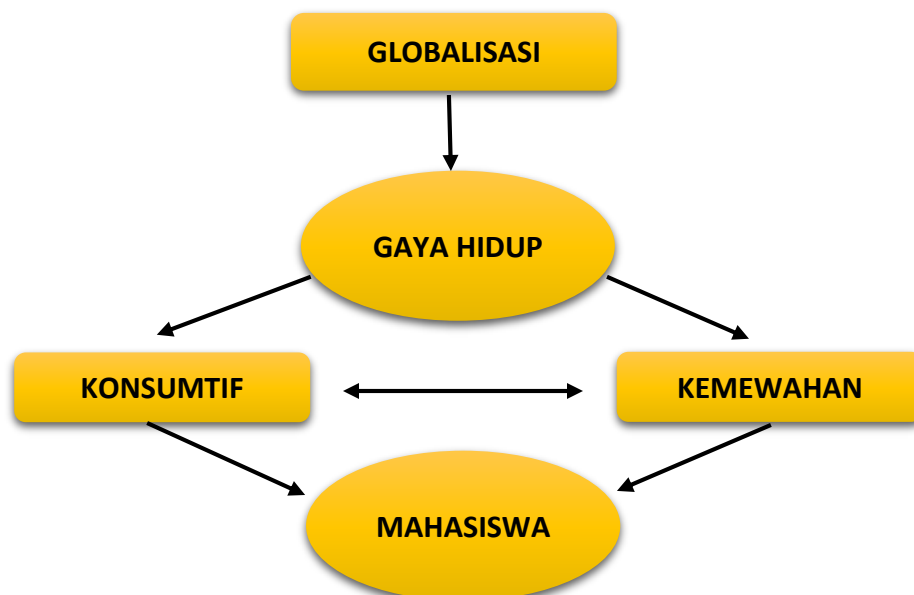 GLOBALISASI
GAYA HIDUP
KONSUMTIF
KEMEWAHAN
MAHASISWA